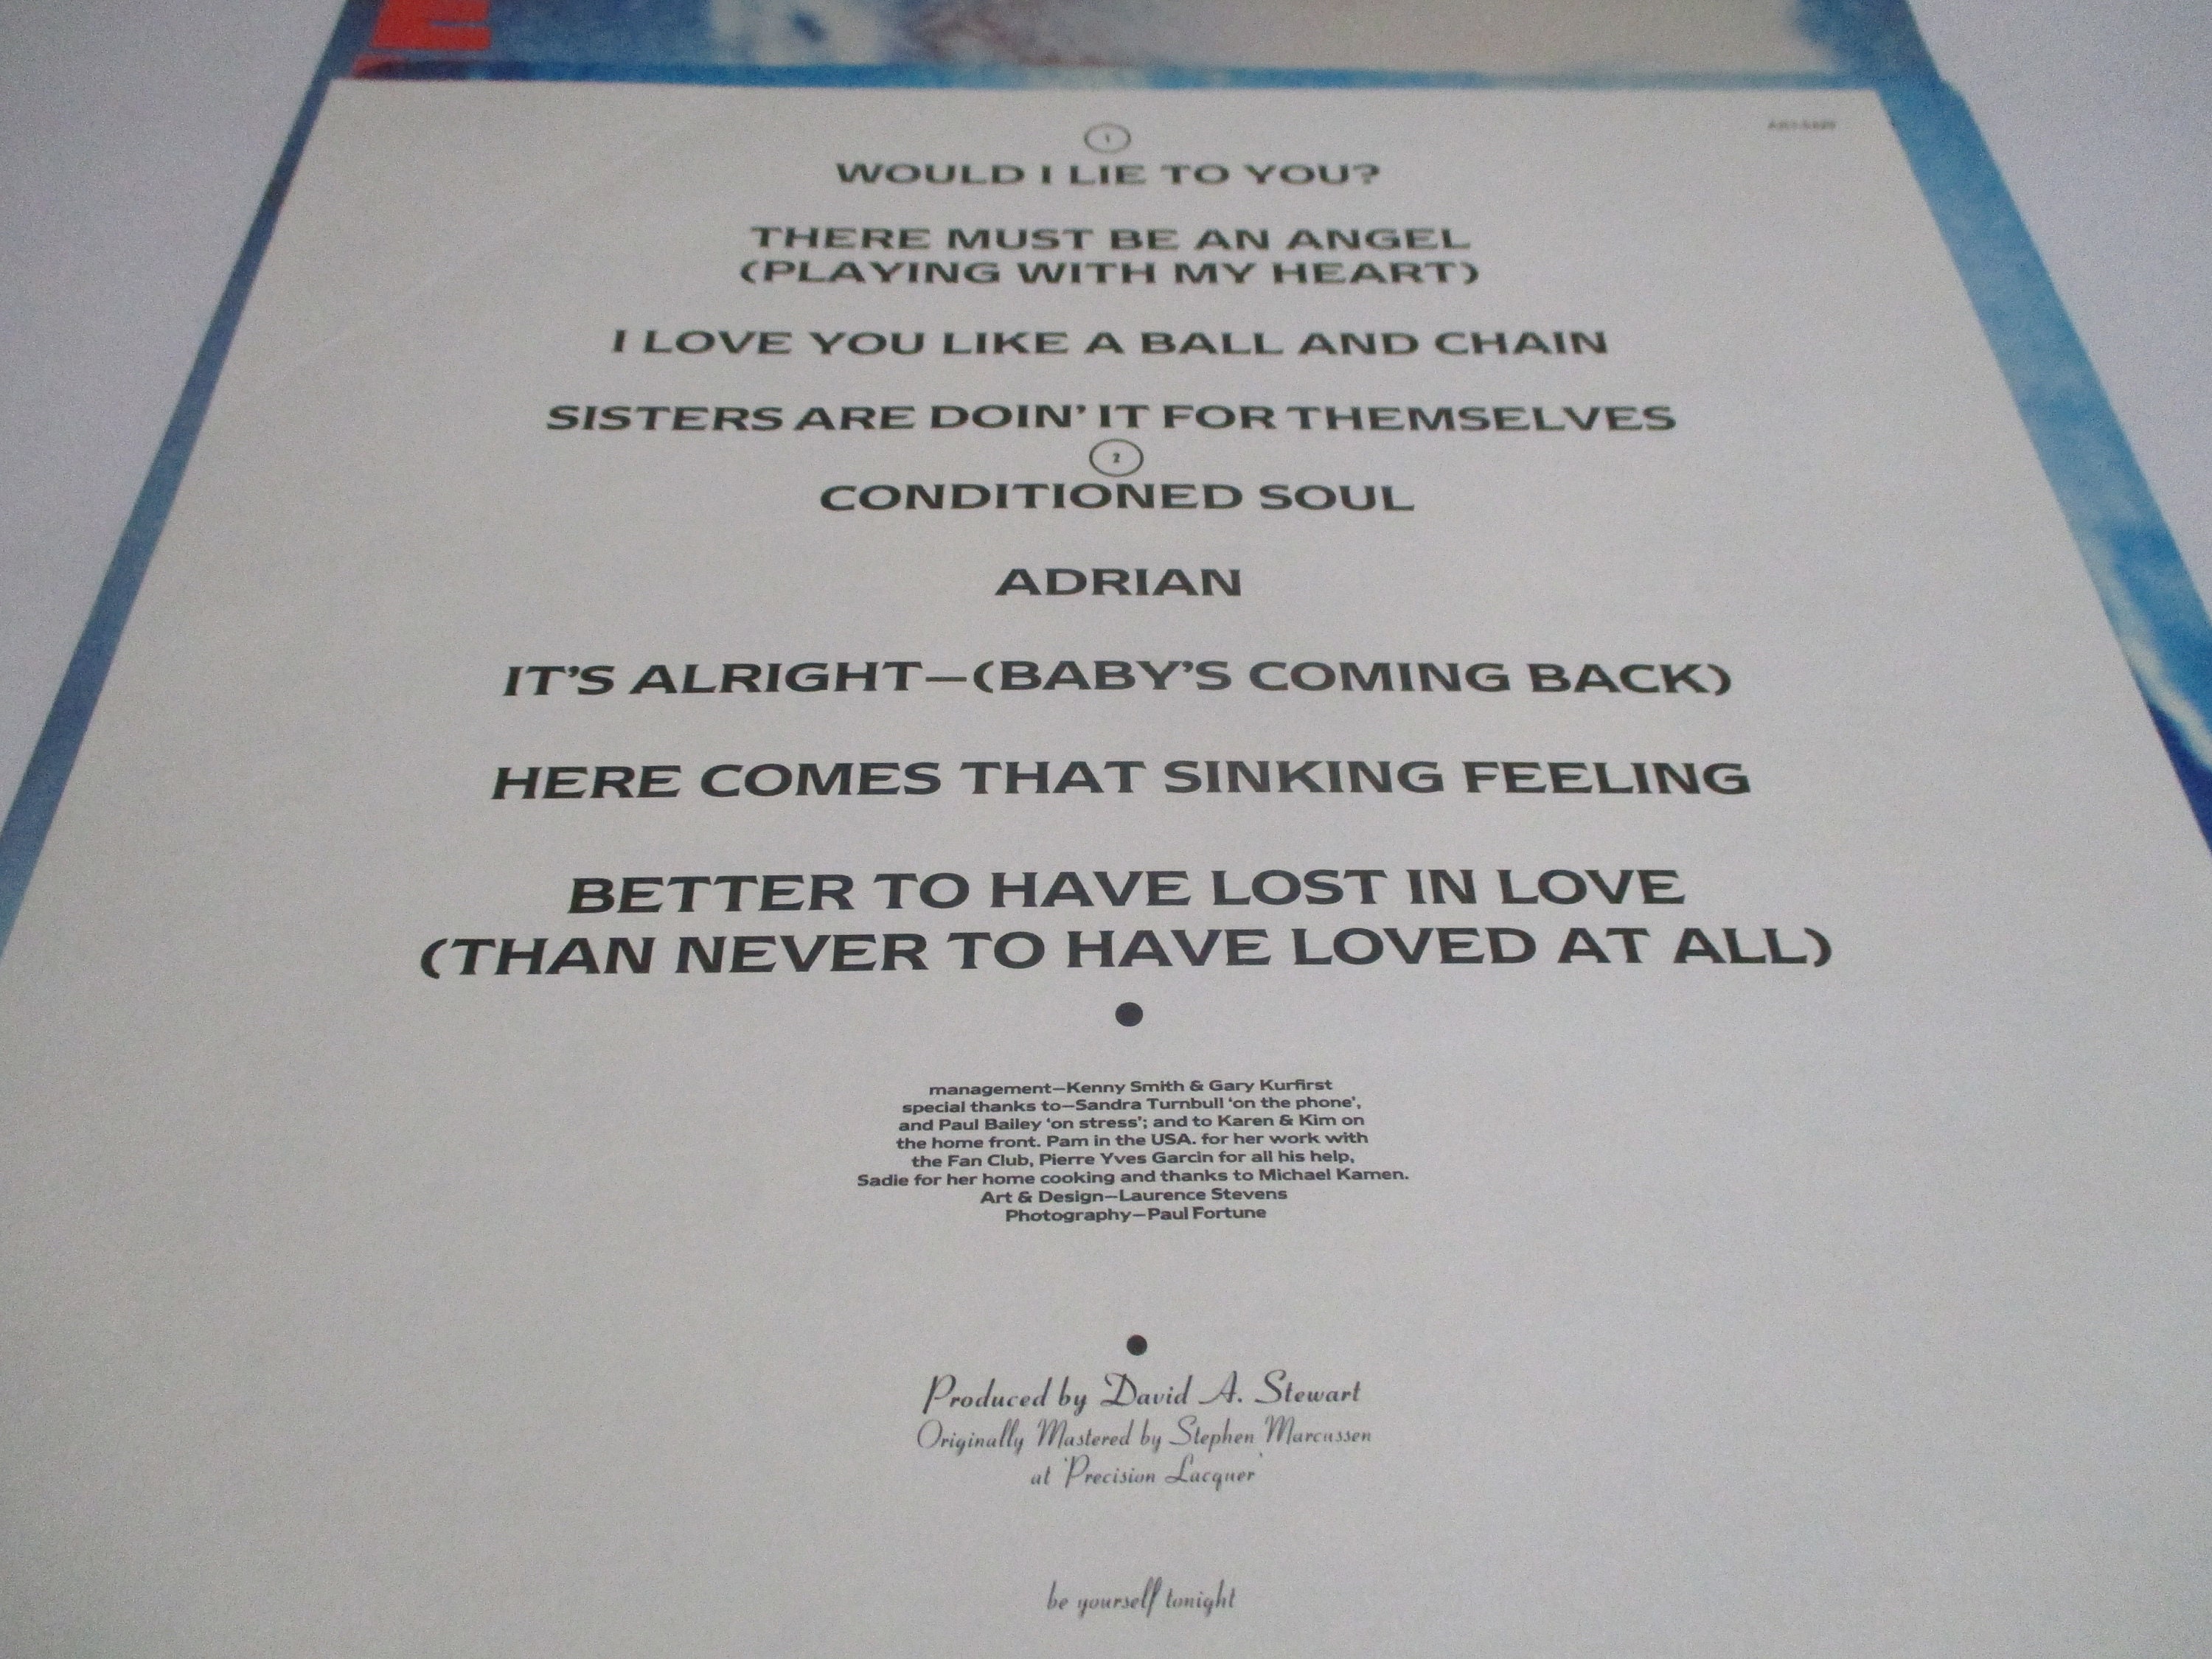 E
1
WOULD I LIE TO YOU?
THERE MUST BE AN ANGEL
(PLAYING WITH MY HEART)
I LOVE YOU LIKE A BALL AND CHAIN
SISTERS ARE DOIN' IT FOR THEMSELVES
2
CONDITIONED SOUL
ADRIAN
IT'S ALRIGHT—(BABY'S COMING BACK)
HERE COMES THAT SINKING FEELING
BETTER TO HAVE LOST IN LOVE
(THAN NEVER TO HAVE LOVED AT ALL)
management—Kenny Smith & Gary Kurfirst
special thanks to—Sandra Turnbull 'on the phone',
and Paul Bailey 'on stress'; and to Karen & Kim on
the home front. Pam in the USA. for her work with
the Fan Club, Pierre Yves Garcin for all his help,
Sadie for her home cooking and thanks to Michael Kamen.
Art & Design—Laurence Stevens
Photography—Paul Fortune
Produced by David A. Stewart
Originally Mastered by Stephen Marcussen
at 'Precision Lacquer'
be yourself tonight